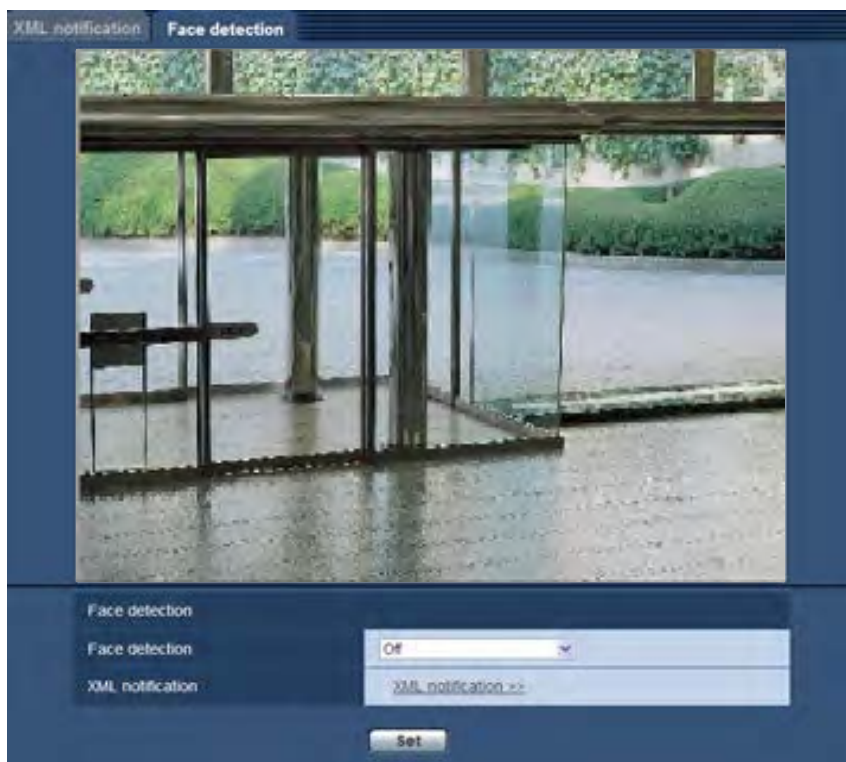 XML notification Face detection
Face detection
Face detection Off
XML notification XML notification >>
Set